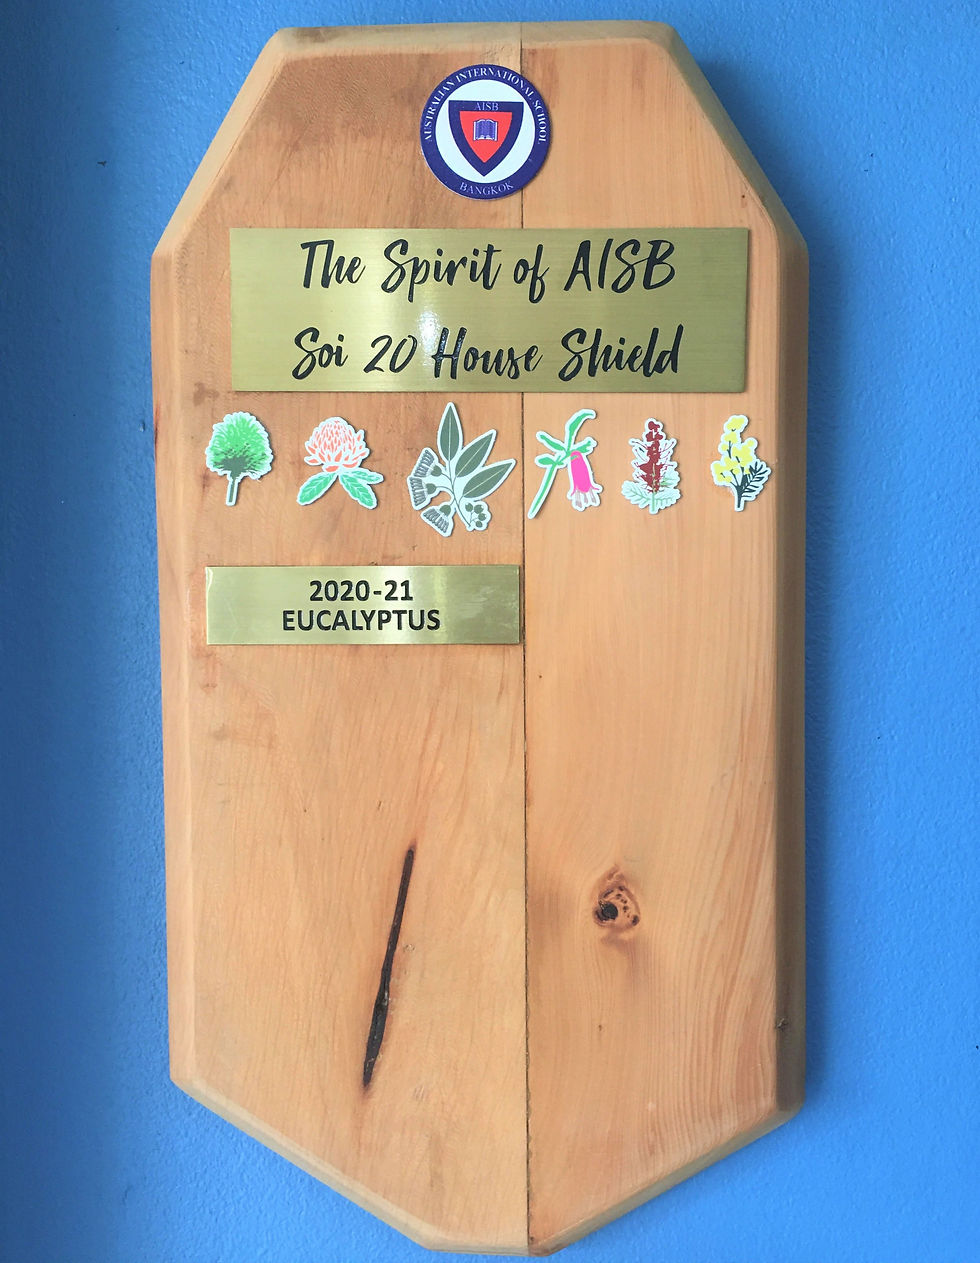 AUSTRALIAN INTERNATIONAL SCHOOL
AISB
BANGKOK
The Spirit of AISB
Soi 20 House Shield
2020-21
EUCALYPTUS